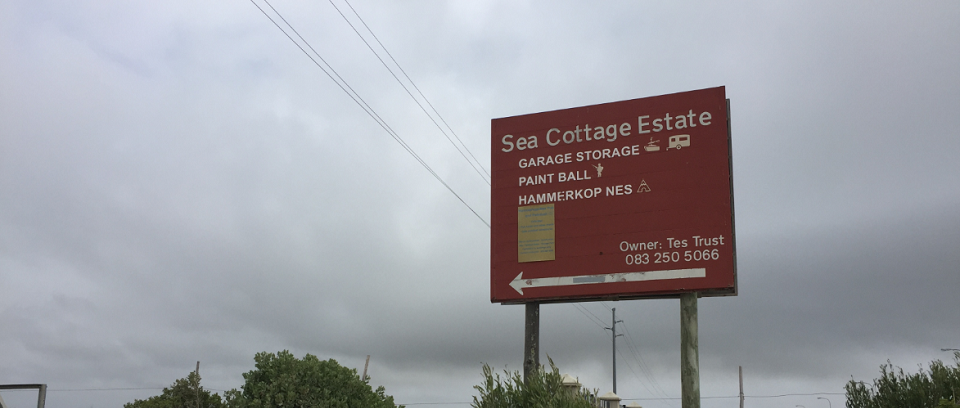 Sea Cottage Estate
GARAGE STORAGE
PAINT BALL
HAMMERKOP NES
Owner: Tes Trust
083 250 5066